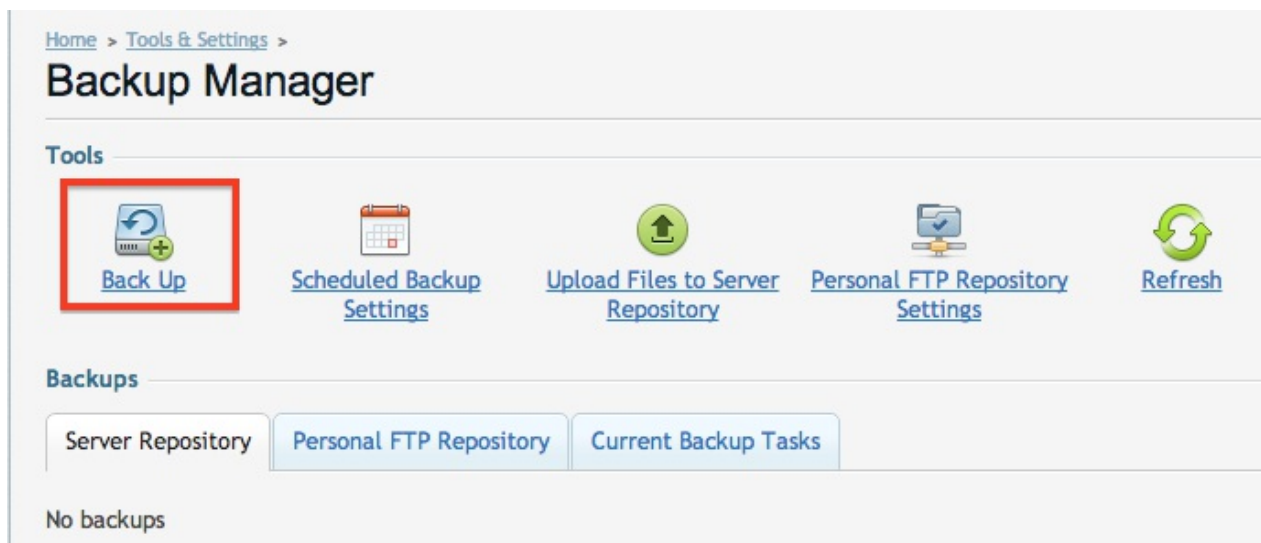 Home > Tools & Settings >
Backup Manager
Tools
Back Up
Scheduled Backup
Settings
Upload Files to Server
Repository
Personal FTP Repository
Settings
Refresh
Backups
Server Repository
Personal FTP Repository
Current Backup Tasks
No backups